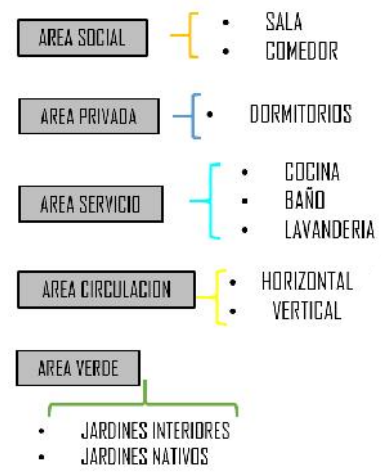 AREA SOCIAL
• SALA
• COMEDOR
AREA PRIVADA
• DORMITORIOS
AREA SERVICIO
• COCINA
• BAÑO
• LAVANDERIA
AREA CIRCULACION
• HORIZONTAL
• VERTICAL
AREA VERDE
• JARDINES INTERIORES
• JARDINES NATIVOS